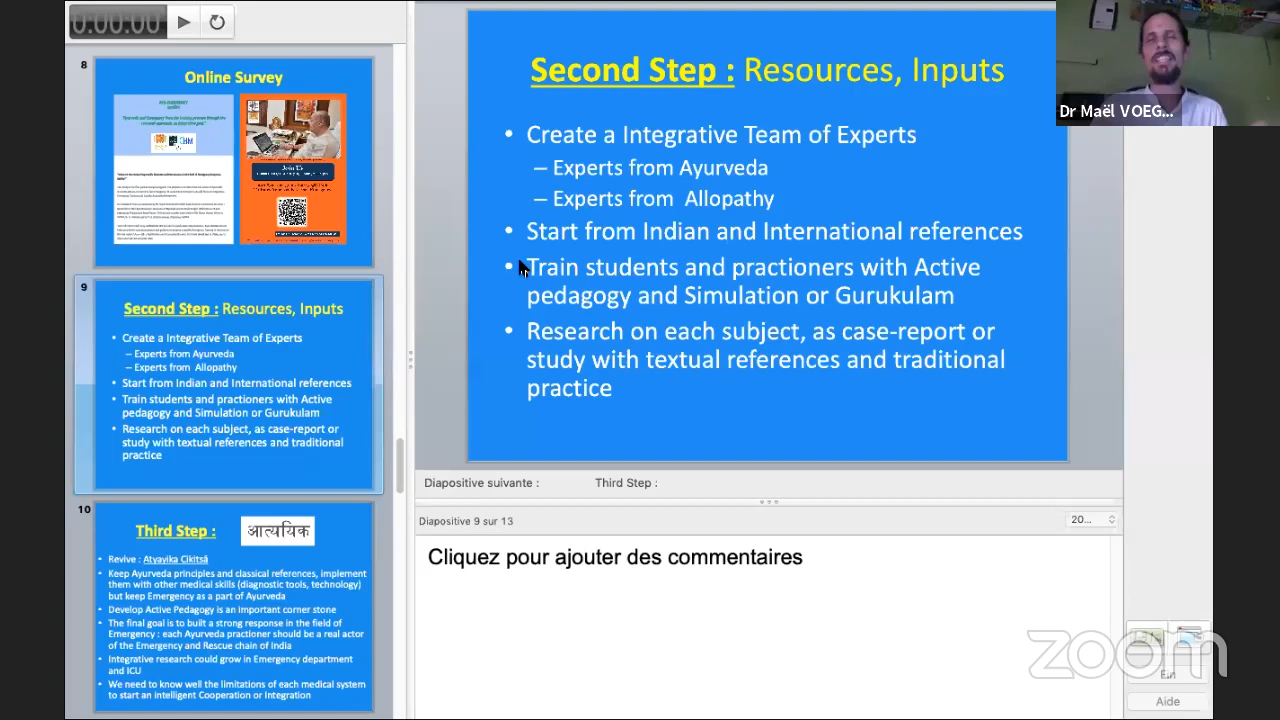 0:00:00
8
Online Survey
9
Second Step : Resources, Inputs
• Create a Integrative Team of Experts
– Experts from Ayurveda
– Experts from Allopathy
• Start from Indian and International references
• Train students and practioners with Active
pedagogy and Simulation or Gurukulam
• Research on each subject, as case-report or
study with textual references and traditional
practice
10
Third Step :
आत्ययिक
• Revive : Atyayika Cikitsā
• Keep Ayurveda principles and classical references, implement
them with other medical skills (diagnostic tools, technology)
but keep Emergency as a part of Ayurveda
• Develop Active Pedagogy is an important corner stone
• The final goal is to built a strong response in the field of
Emergency : each Ayurveda practioner should be a real actor
of the Emergency and Rescue chain of India
• Integrative research could grow in Emergency department
and ICU
• We need to know well the limitations of each medical system
to start an intelligent Cooperation or Integration
Second Step : Resources, Inputs
• Create a Integrative Team of Experts
– Experts from Ayurveda
– Experts from Allopathy
• Start from Indian and International references
• Train students and practioners with Active
pedagogy and Simulation or Gurukulam
• Research on each subject, as case-report or
study with textual references and traditional
practice
Dr Maël VOEG...
Diapositive suivante : Third Step :
Diapositive 9 sur 13
20...
Cliquez pour ajouter des commentaires
zoom
Fin
Aide